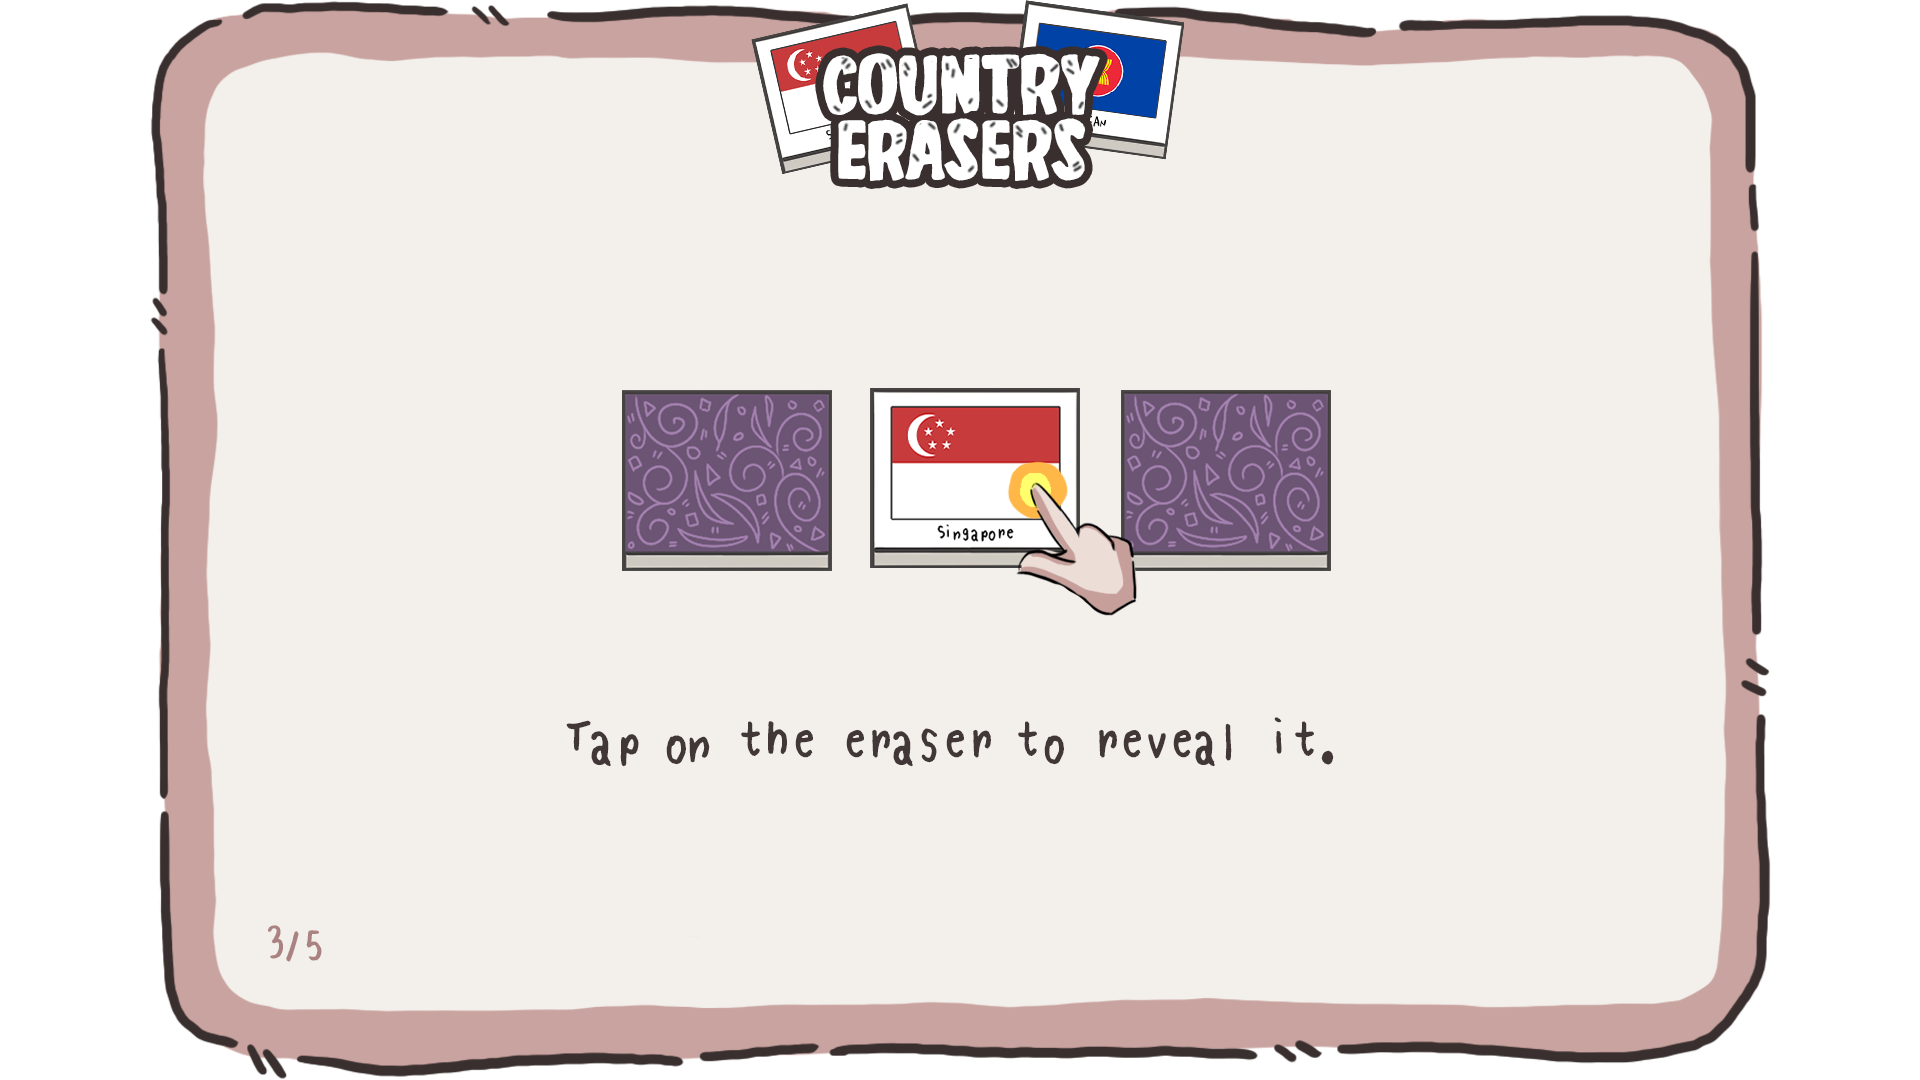 COUNTRY
ERASERS
Singapore
Tap on the eraser to reveal it.
3/5